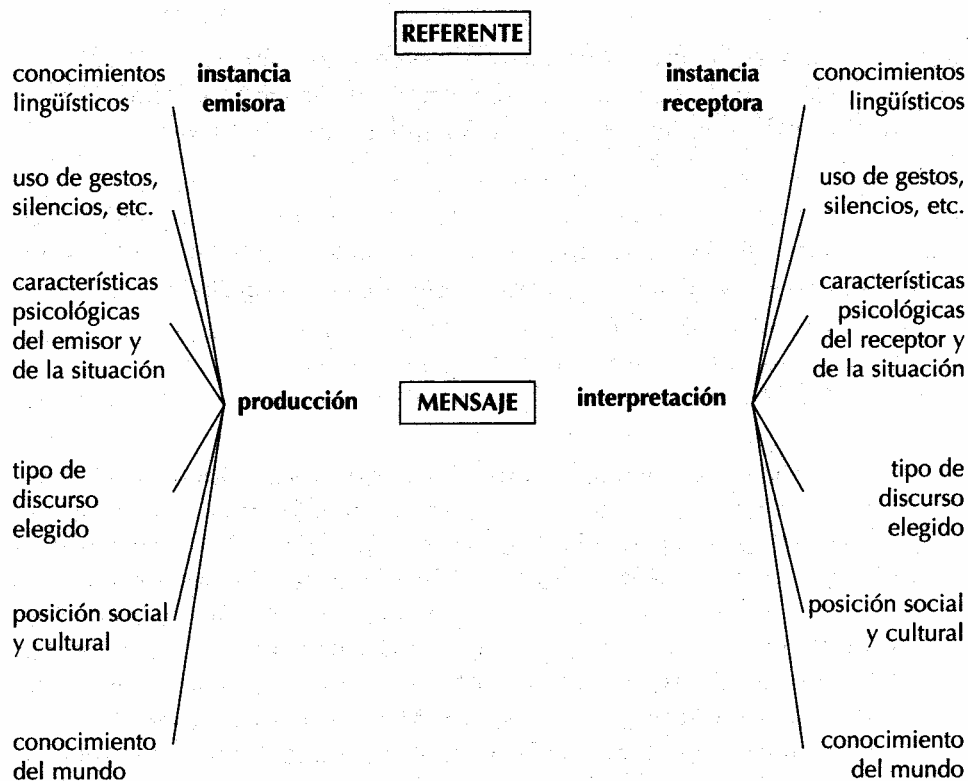 REFERENTE
conocimientos
lingüísticos
instancia
emisora
instancia
receptora
conocimientos
lingüísticos
uso de gestos,
silencios, etc.
uso de gestos,
silencios, etc.
características
psicológicas
del emisor y
de la situación
características
psicológicas
del receptor y
de la situación
producción
MENSAJE
interpretación
tipo de
discurso
elegido
tipo de
discurso
elegido
posición social
y cultural
posición social
y cultural
conocimiento
del mundo
conocimiento
del mundo